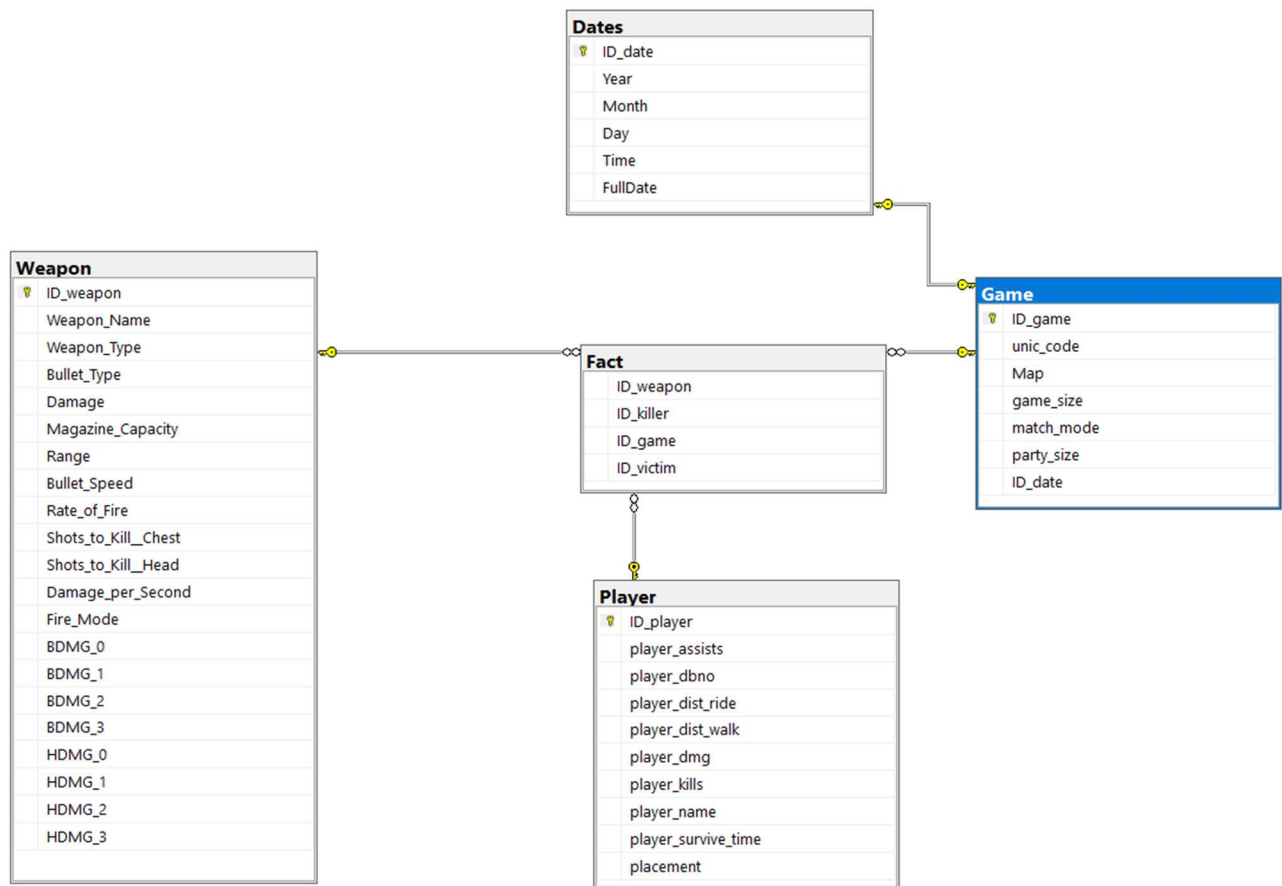 Dates
ID_date
Year
Month
Day
Time
FullDate
Weapon
ID_weapon
Weapon_Name
Weapon_Type
Bullet_Type
Damage
Magazine_Capacity
Range
Bullet_Speed
Rate_of_Fire
Shots_to_Kill__Chest
Shots_to_Kill__Head
Damage_per_Second
Fire_Mode
BDMG_0
BDMG_1
BDMG_2
BDMG_3
HDMG_0
HDMG_1
HDMG_2
HDMG_3
Fact
ID_weapon
ID_killer
ID_game
ID_victim
Game
ID_game
unic_code
Map
game_size
match_mode
party_size
ID_date
Player
ID_player
player_assists
player_dbno
player_dist_ride
player_dist_walk
player_dmg
player_kills
player_name
player_survive_time
placement